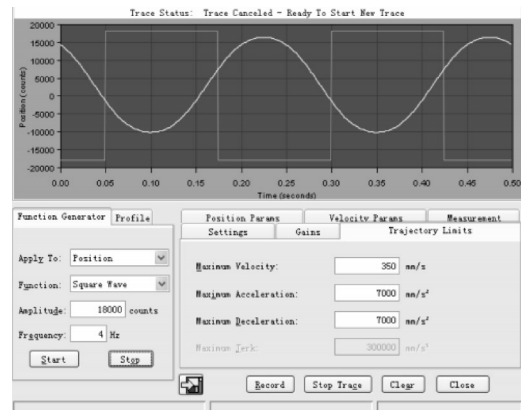 Trace Status: Trace Canceled - Ready To Start New Trace
20000
15000
10000
5000
0
-5000
-10000
-15000
-20000
Position (counts)
0.00 0.05 0.10 0.15 0.20 0.25 0.30 0.35 0.40 0.45 0.50
Time (seconds)
Function Generator Profile
Apply To: Position
Function: Square Wave
Amplitude: 18000 counts
Frequency: 4 Hz
Start Stop
Position Params Velocity Params Measurement
Settings Gains Trajectory Limits
Maximum Velocity: 350 mm/s
Maximum Acceleration: 7000 mm/s²
Maximum Deceleration: 7000 mm/s²
Maximum Jerk: 300000 mm/s³
Record Stop Trace Clear Close